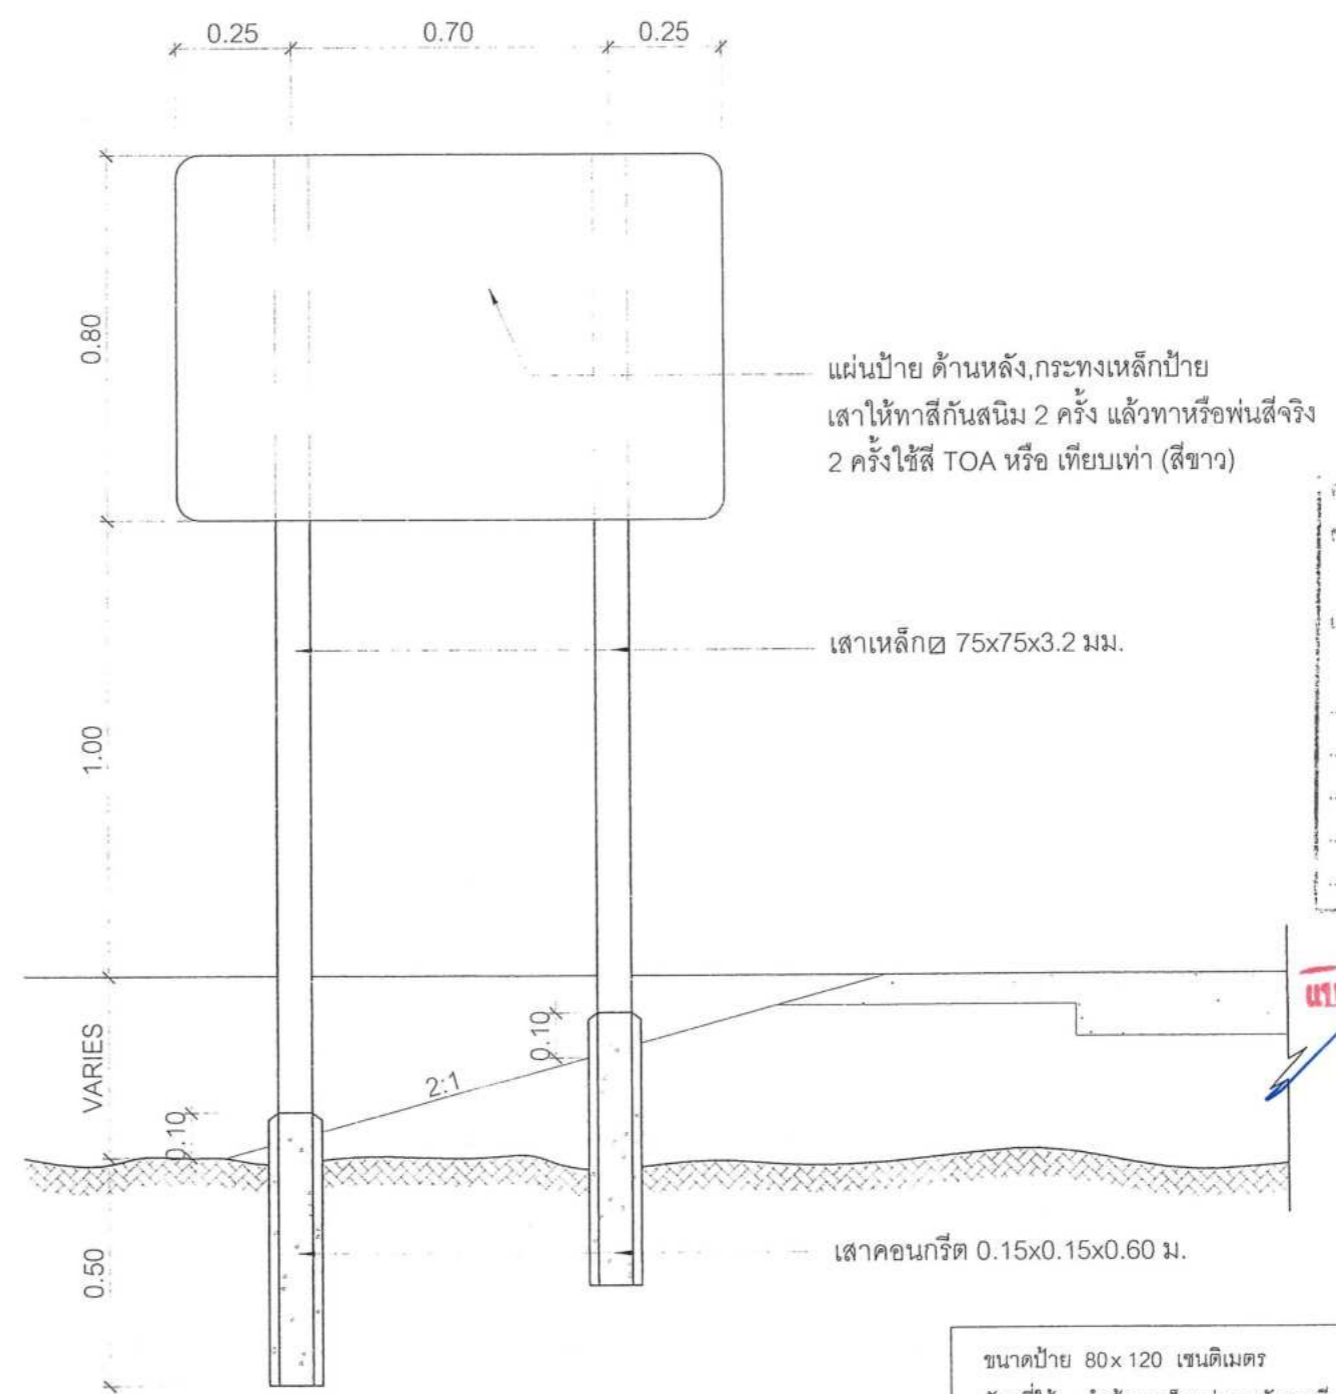 0.25 0.70 0.25
0.80
แผ่นป้าย ด้านหลัง,กระทงเหล็กป้าย
เสาให้ทาสีกันสนิม 2 ครั้ง แล้วทาหรือพ่นสีจริง
2 ครั้งใช้สี TOA หรือ เทียบเท่า (สีขาว)
เสาเหล็ก 75x75x3.2 มม.
1.00
VARIES
0.10
0.10
2:1
0.50
เสาคอนกรีต 0.15x0.15x0.60 ม.
ขนาดป้าย 80x120 เซนติเมตร